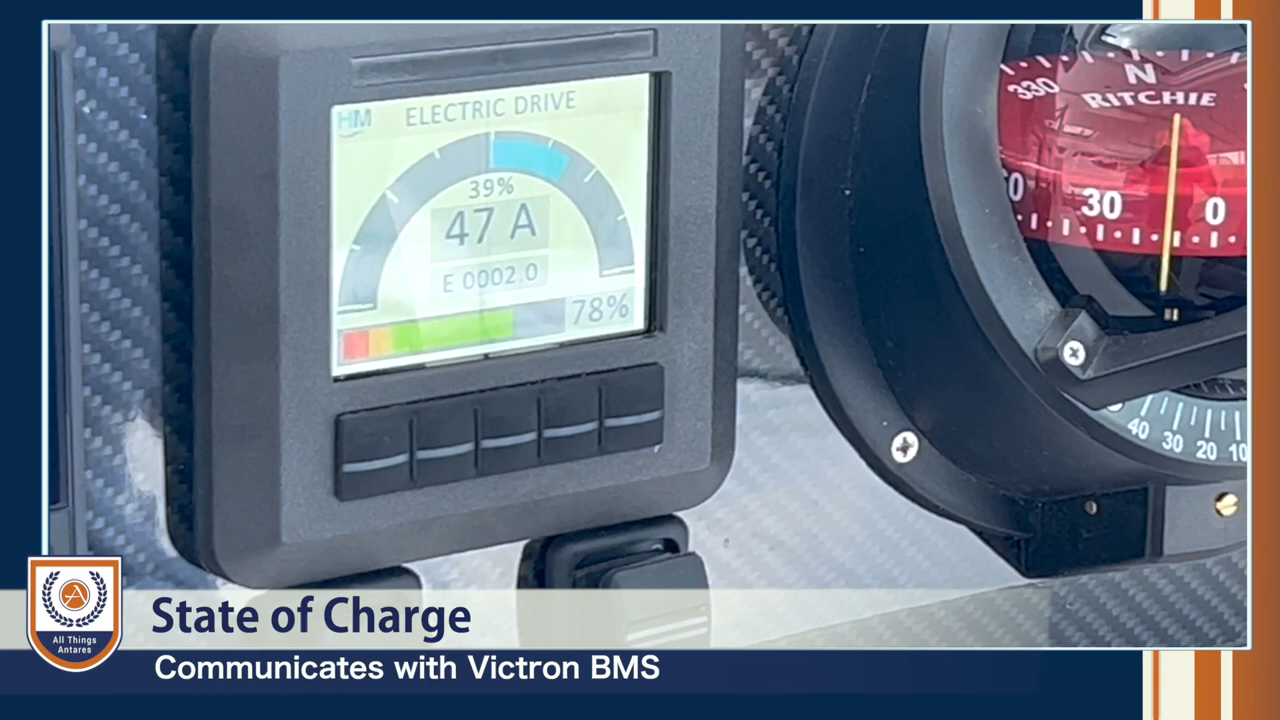 HM ELECTRIC DRIVE
39%
47 A
E 0002.0
78%
N
330
RITCHIE
30 0
40 30 20 10
All Things
Antares
State of Charge
Communicates with Victron BMS